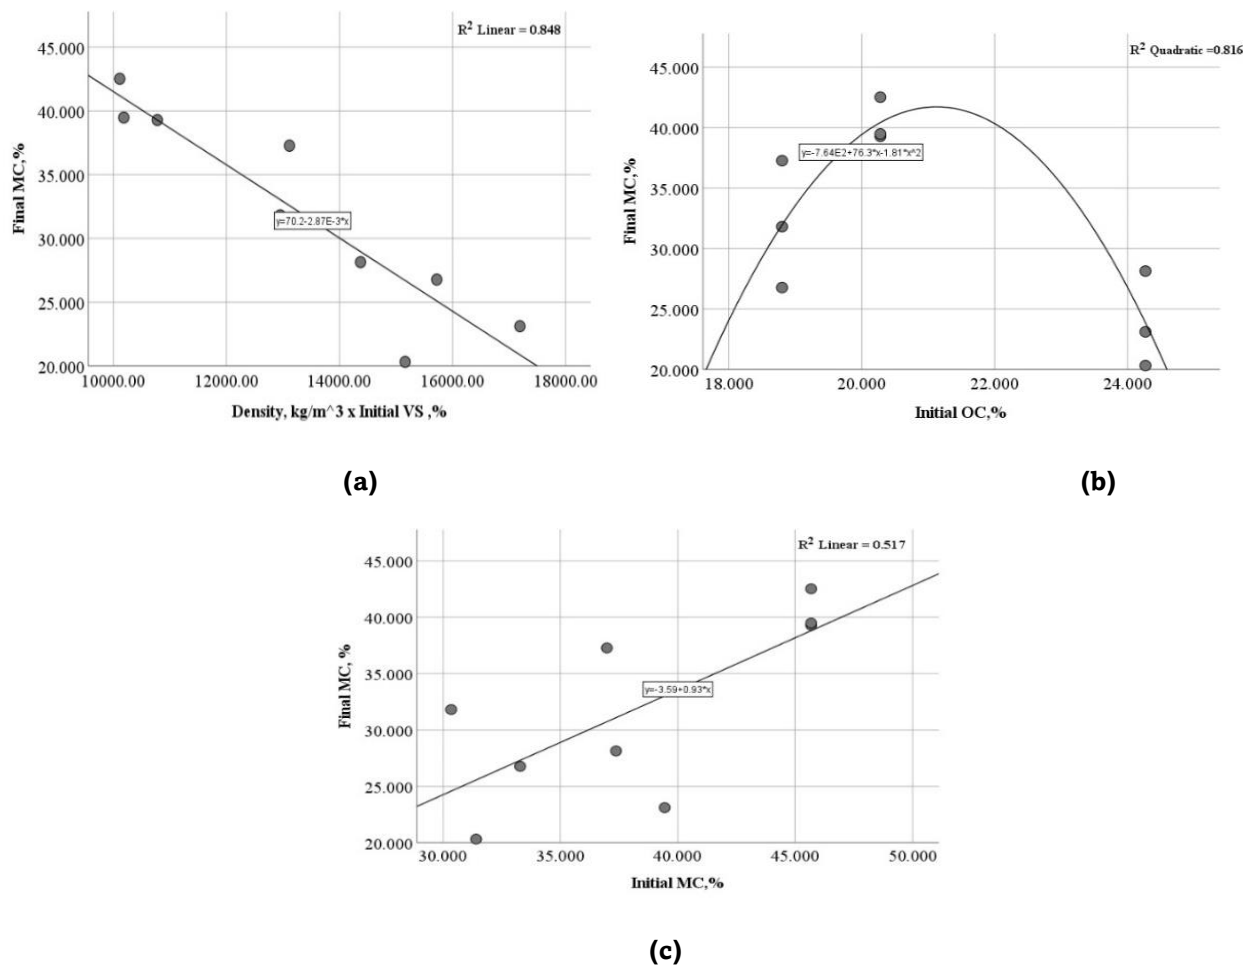 R² Linear = 0.848
45.000
40.000
35.000
30.000
25.000
20.000
Final MC,%
y=70.2-2.87E-3*x
10000.00 12000.00 14000.00 16000.00 18000.00
Density, kg/m^3 x Initial VS ,%
(a)
R² Quadratic =0.816
45.000
40.000
35.000
30.000
25.000
20.000
Final MC,%
y=-7.64E2+76.3*x-1.81*x^2
18.000 20.000 22.000 24.000
Initial OC,%
(b)
R² Linear = 0.517
45.000
40.000
35.000
30.000
25.000
20.000
Final MC, %
y=-3.59+0.93*x
30.000 35.000 40.000 45.000 50.000
Initial MC,%
(c)